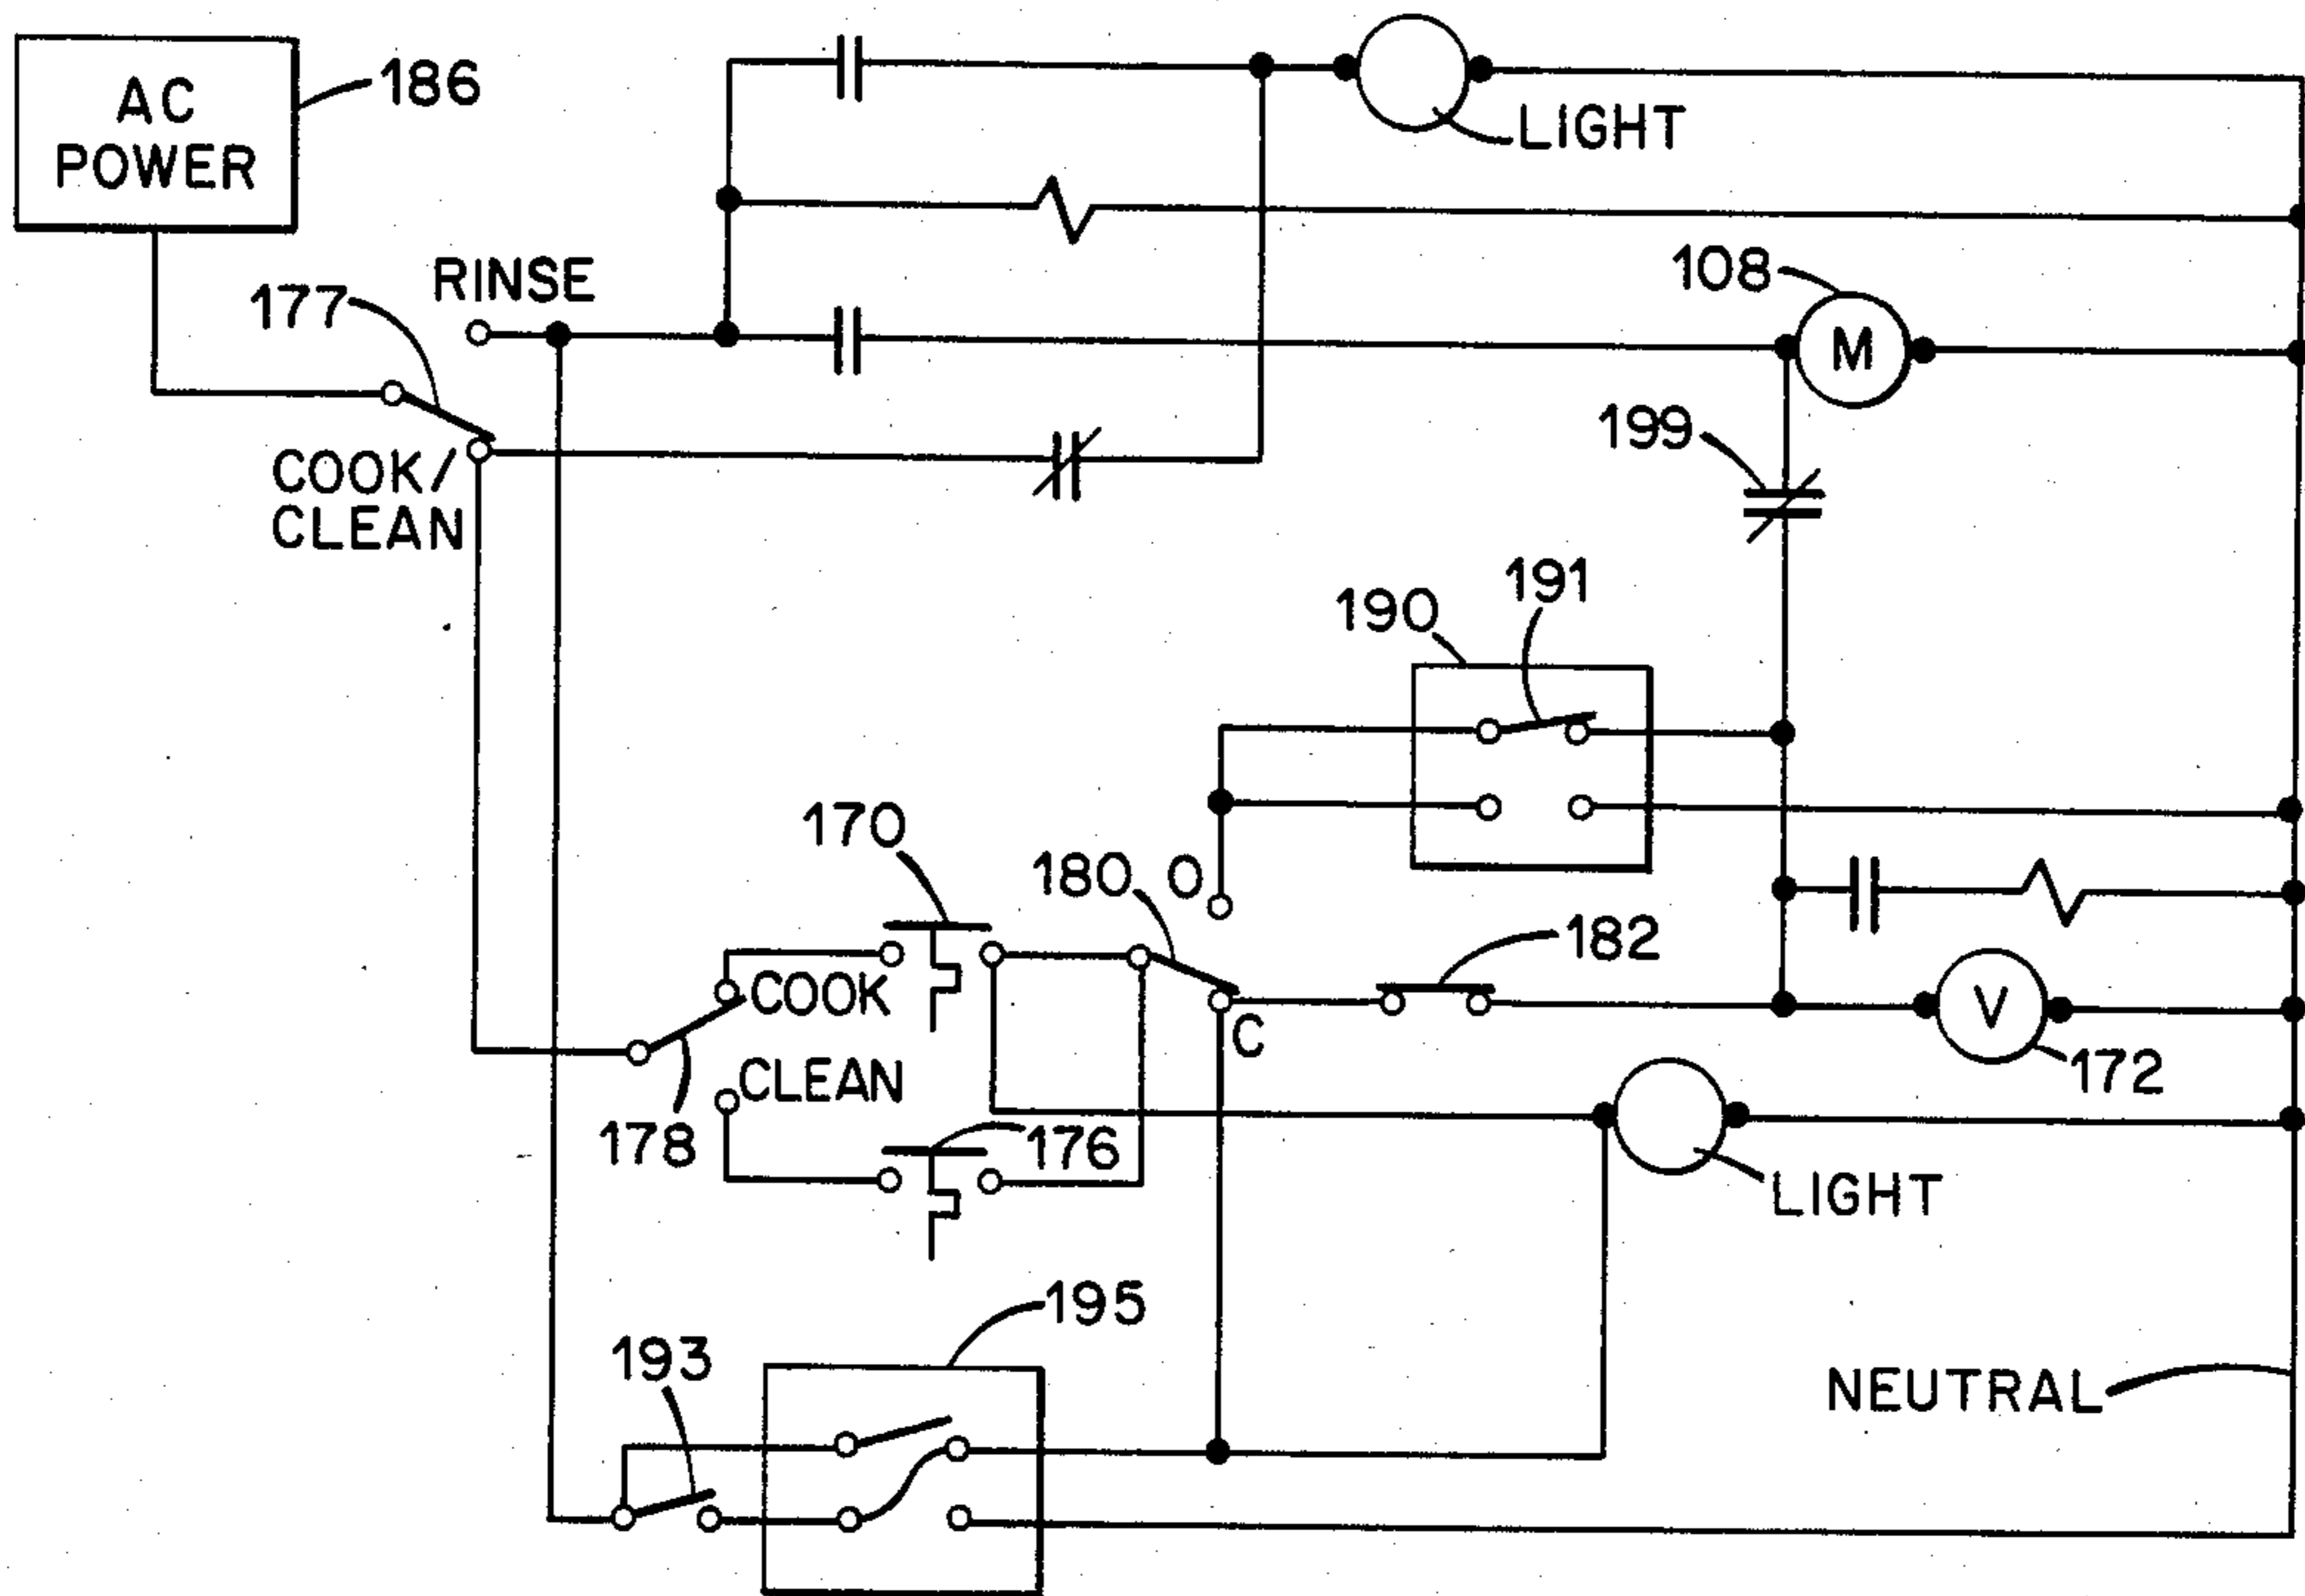 AC
POWER
186
LIGHT
RINSE
177
108
M
COOK/
CLEAN
199
190
191
170
180
O
182
COOK
C
V
172
CLEAN
178
176
LIGHT
195
193
NEUTRAL